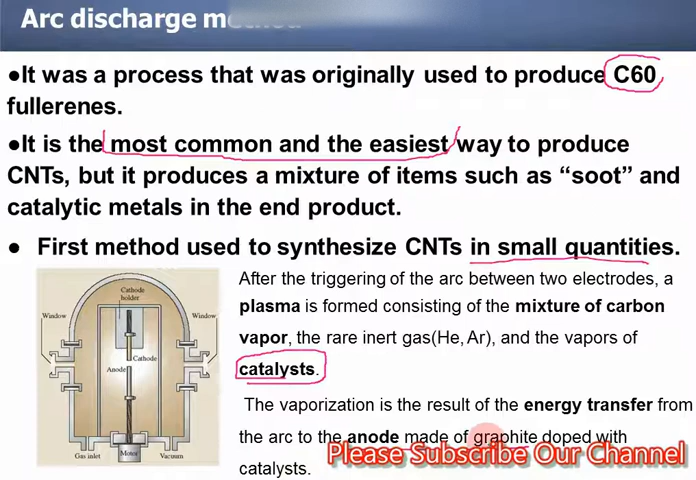 Arc discharge method
●It was a process that was originally used to produce C60
fullerenes.
●It is the most common and the easiest way to produce
CNTs, but it produces a mixture of items such as “soot” and
catalytic metals in the end product.
● First method used to synthesize CNTs in small quantities.
After the triggering of the arc between two electrodes, a
plasma is formed consisting of the mixture of carbon
vapor, the rare inert gas(He, Ar), and the vapors of
catalysts.
The vaporization is the result of the energy transfer from
the arc to the anode made of graphite doped with
catalysts.
Cathode
holder
Window
Window
Cathode
Anode
Gas inlet
Motor
Vacuum
Please Subscribe Our Channel